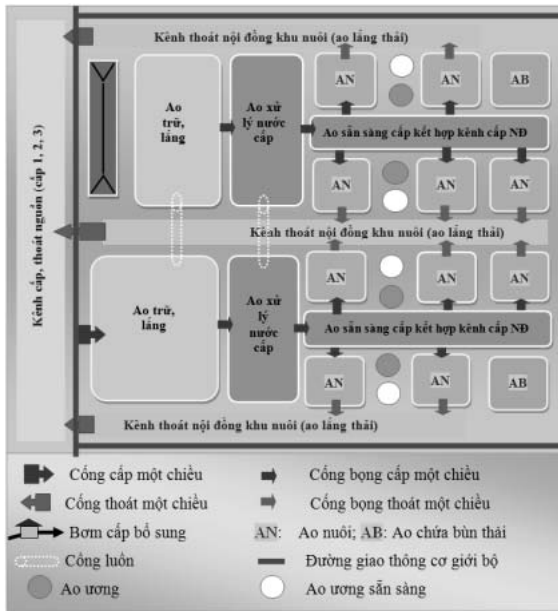 Kênh thoát nội đồng khu nuôi (ao lắng thải)
Kênh cấp, thoát nguồn (cấp 1, 2, 3)
Ao
trữ,
lắng
Ao xử
lý nước
cấp
AN
AN
AB
Ao sẵn sàng cấp kết hợp kênh cấp NĐ
AN
AN
AN
Kênh thoát nội đồng khu nuôi (ao lắng thải)
Ao trữ,
lắng
Ao xử
lý
nước
cấp
AN
AN
AN
Ao sẵn sàng cấp kết hợp kênh cấp NĐ
AN
AN
AB
Kênh thoát nội đồng khu nuôi (ao lắng thải)
Cống cấp một chiều
Cống bọng cấp một chiều
Cống thoát một chiều
Cống bọng thoát một chiều
Bơm cấp bổ sung
AN: Ao nuôi; AB: Ao chứa bùn thải
Cống luồn
Đường giao thông cơ giới bộ
Ao ương
Ao ương sẵn sàng